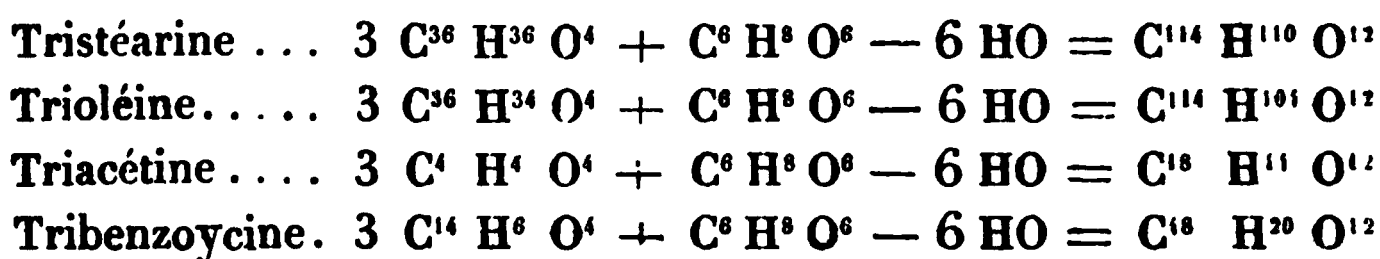 Tristéarine ... 3 C³⁶ H³⁶ O⁴ + C⁶ H⁸ O⁶ — 6 HO = C¹¹⁴ H¹¹⁰ O¹²
Trioléine..... 3 C³⁶ H³⁴ O⁴ + C⁶ H⁸ O⁶ — 6 HO = C¹¹⁴ H¹⁰⁴ O¹²
Triacétine .... 3 C⁴ H⁴ O⁴ + C⁶ H⁸ O⁶ — 6 HO = C¹⁸ H¹¹ O¹²
Tribenzoycine. 3 C¹⁴ H⁶ O⁴ + C⁶ H⁸ O⁶ — 6 HO = C¹⁸ H²⁰ O¹²